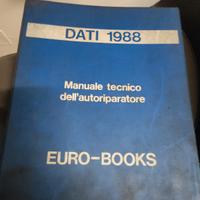 DATI 1988
Manuale tecnico
dell'autoriparatore
EURO-BOOKS